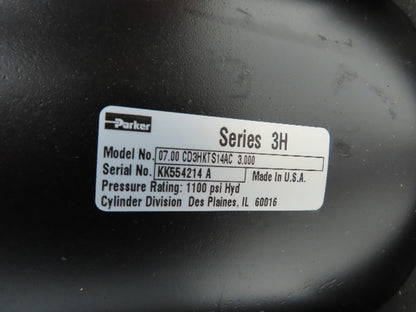 Parker
Series 3H
Model No. 07.00 CD3HKTS14AC 3.000
Serial No. KK554214 A Made In U.S.A.
Pressure Rating: 1100 psi Hyd
Cylinder Division Des Plaines, IL 60016